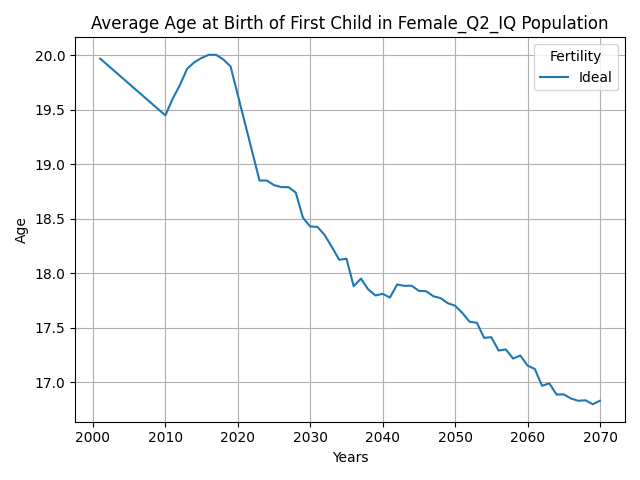 Average Age at Birth of First Child in Female_Q2_IQ Population
Fertility
Ideal
Age
20.0
19.5
19.0
18.5
18.0
17.5
17.0
2000 2010 2020 2030 2040 2050 2060 2070
Years